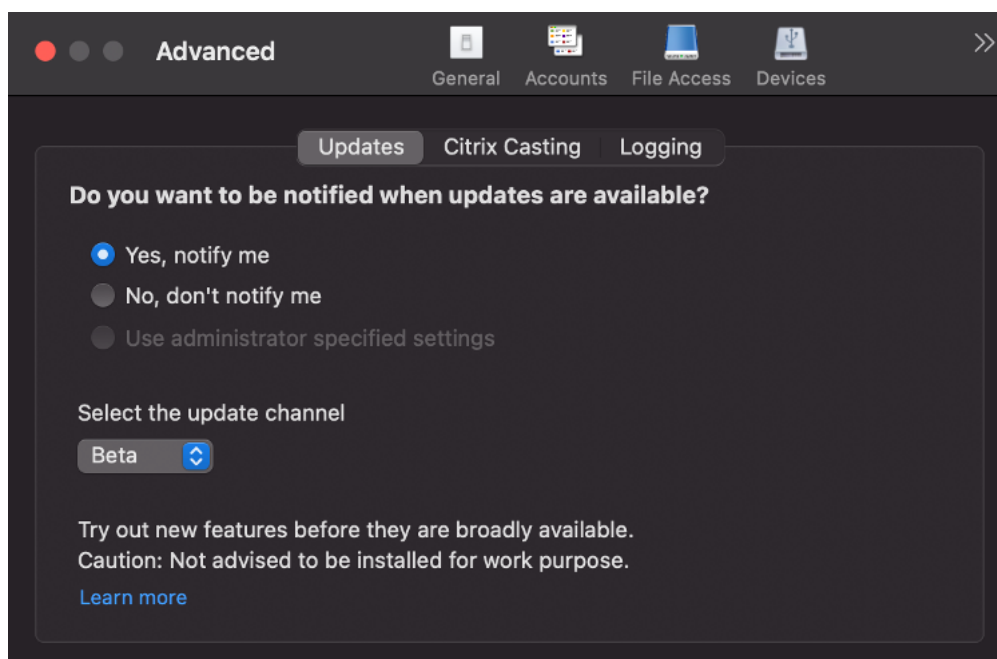 Advanced
General
Accounts
File Access
Devices
Updates
Citrix Casting
Logging
Do you want to be notified when updates are available?
Yes, notify me
No, don't notify me
Use administrator specified settings
Select the update channel
Beta
Try out new features before they are broadly available.
Caution: Not advised to be installed for work purpose.
Learn more